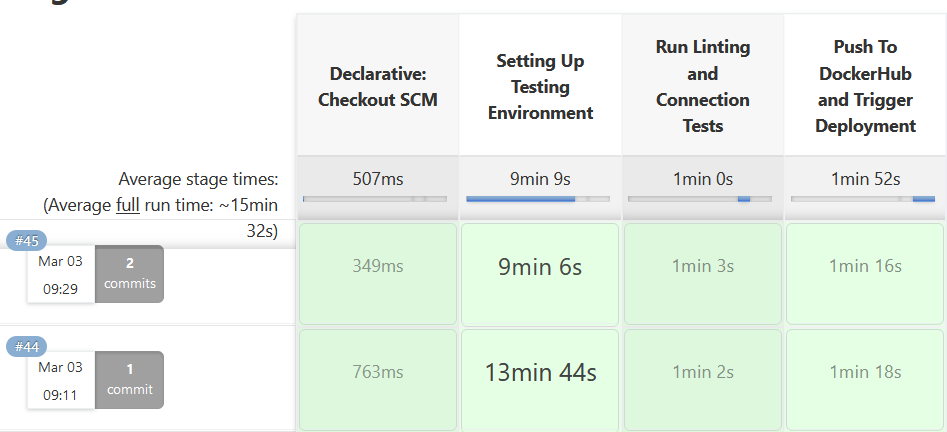 Declarative:
Checkout SCM
Setting Up
Testing
Environment
Run Linting
and
Connection
Tests
Push To
DockerHub
and Trigger
Deployment
Average stage times:
(Average full run time: ~15min
32s)
507ms
9min 9s
1min 0s
1min 52s
#45
Mar 03
09:29
2
commits
349ms
9min 6s
1min 3s
1min 16s
#44
Mar 03
09:11
1
commit
763ms
13min 44s
1min 2s
1min 18s